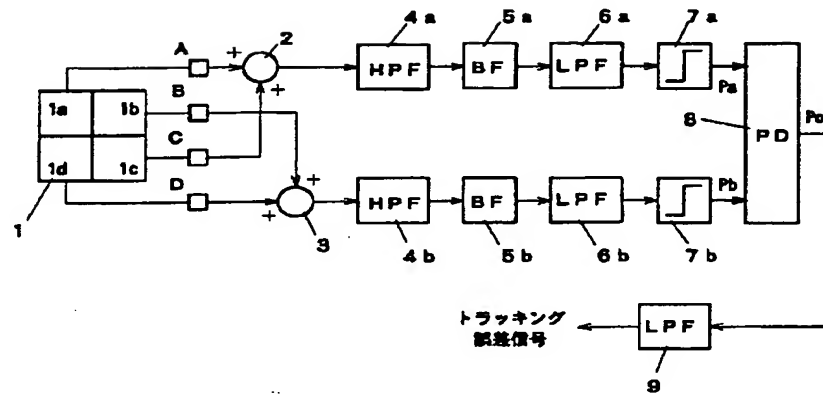 A
+
2
4a
5a
6a
7a
HPF
BF
LPF
Pa
1a
1b
B
+
C
8
PD
Po
1d
1c
D
+
+
1
3
HPF
BF
LPF
Pb
4b
5b
6b
7b
トラッキング
誤差信号
LPF
9